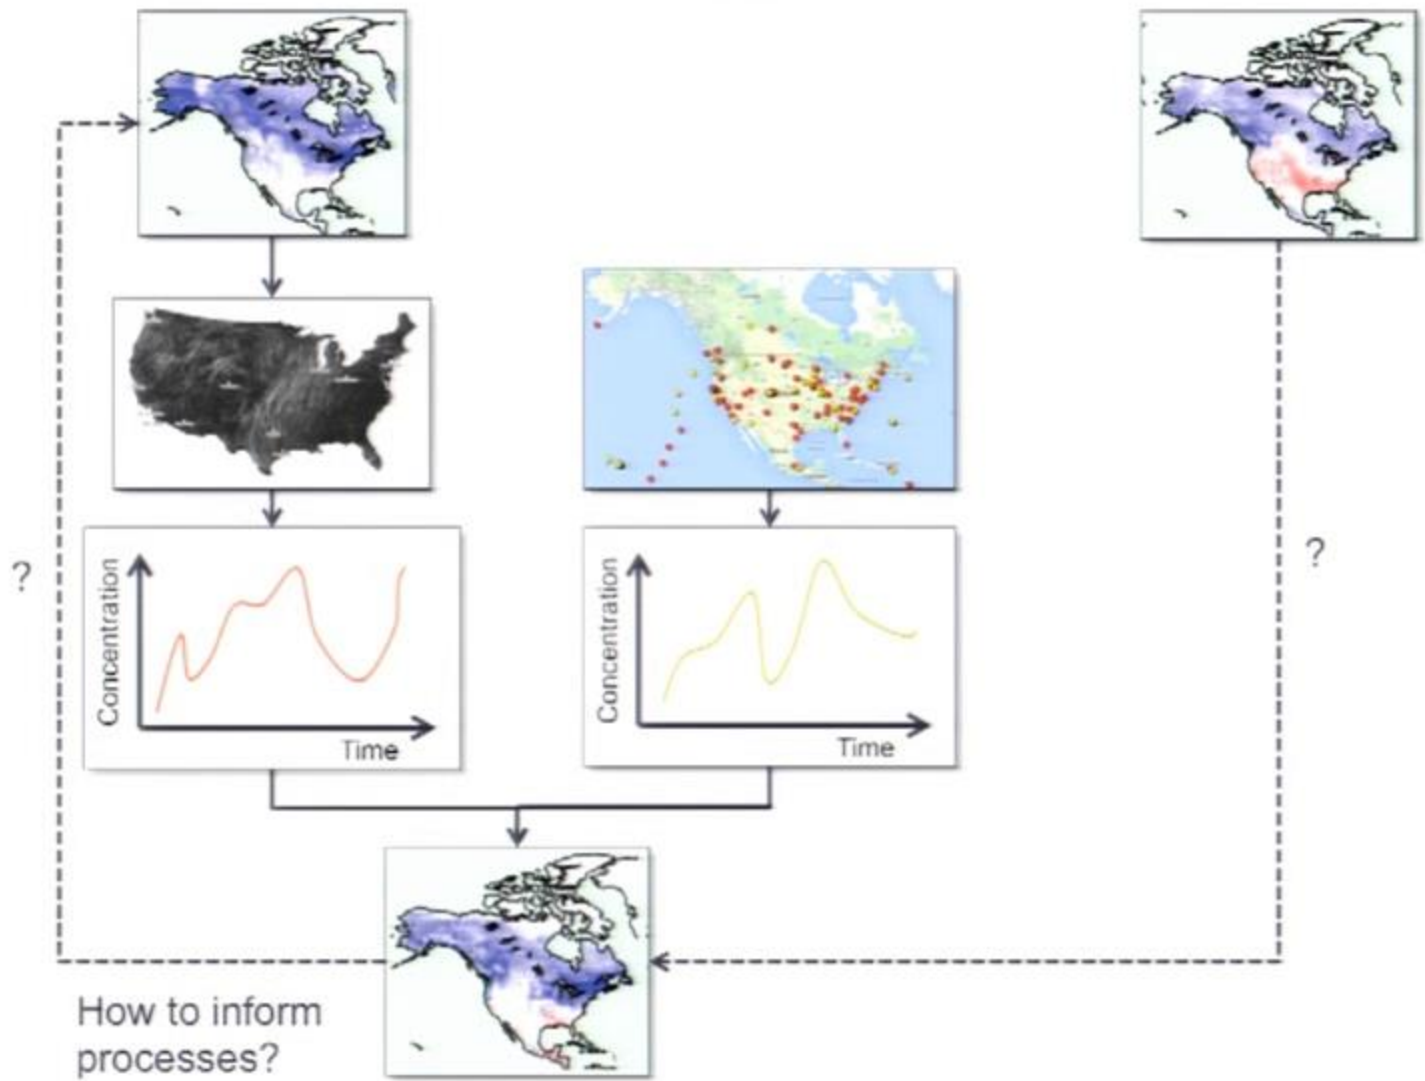 ?
Concentration
Time
Concentration
Time
?
How to inform
processes?